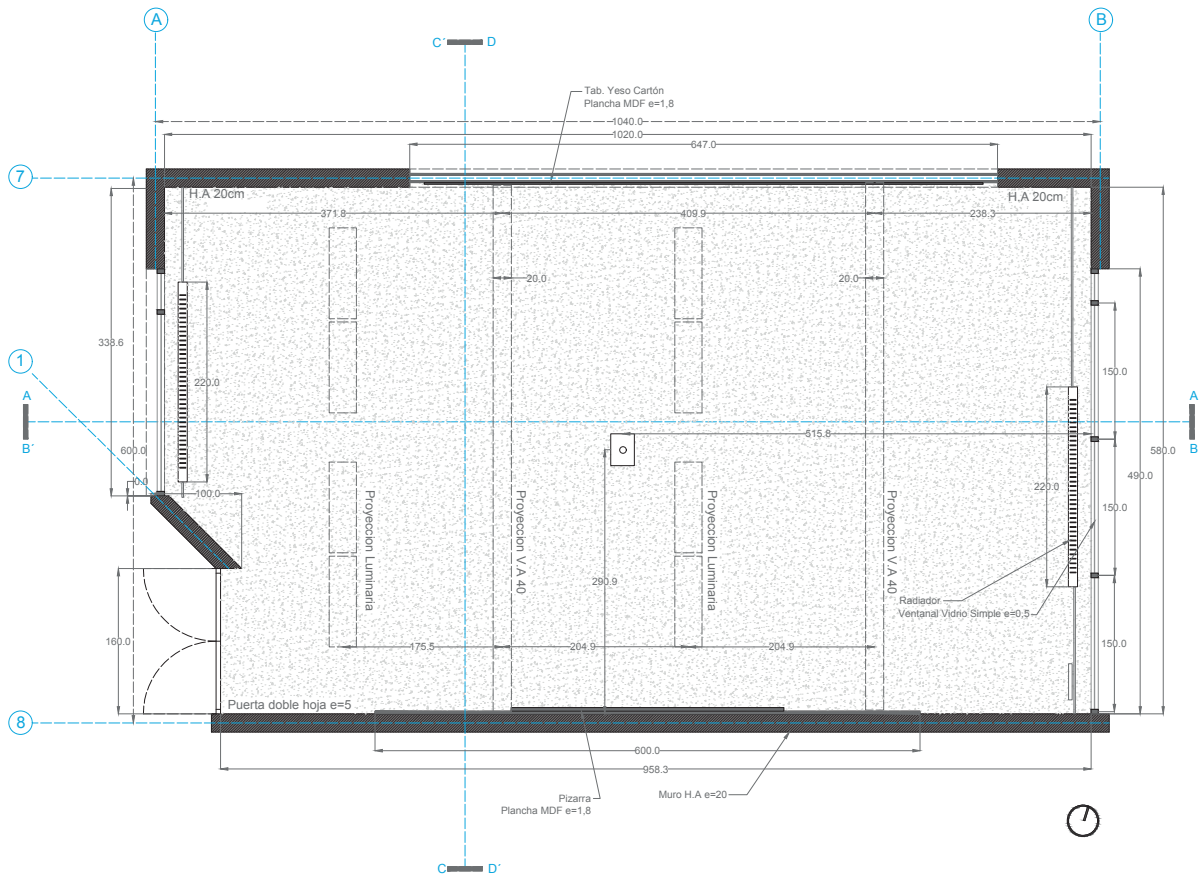 A
B
C´
D
Tab. Yeso Cartón
Plancha MDF e=1,8
1040.0
1020.0
647.0
7
H.A 20cm
H.A 20cm
371.8
409.9
238.3
20.0
20.0
338.6
1
220.0
150.0
A
B´
A
B
600.0
515.8
580.0
490.0
100.0
220.0
150.0
Proyeccion Luminaria
Proyeccion V.A 40
Proyeccion Luminaria
Proyeccion V.A 40
290.9
Radiador
Ventanal Vidrio Simple e=0,5
160.0
175.5
204.9
204.9
150.0
Puerta doble hoja e=5
8
600.0
958.3
Pizarra
Plancha MDF e=1,8
Muro H.A e=20
C
D´